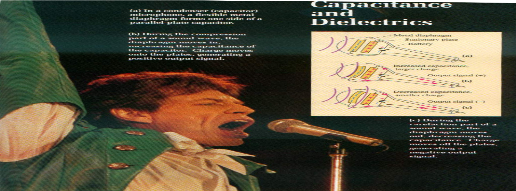 Capacitance
and
Dielectrics
(a) In a condenser (capacitor)
microphone, a flexible metal
diaphragm forms one side of a
parallel plate capacitor.
(b) During the compression
part of a sound wave, the
diaphragm moves in,
increasing the capacitance of
the capacitor. Charge moves
onto the plates, generating a
positive output signal.
Metal diaphragm
Stationary plate
Battery
(a)
Increased capacitance,
larger charge
Output signal (+)
(b)
Decreased capacitance,
smaller charge
Output signal (-)
(c)
(c) During the
rarefaction part of a
sound wave, the
diaphragm moves
out, decreasing the
capacitance. Charge
moves off the plates,
generating a
negative output
signal.